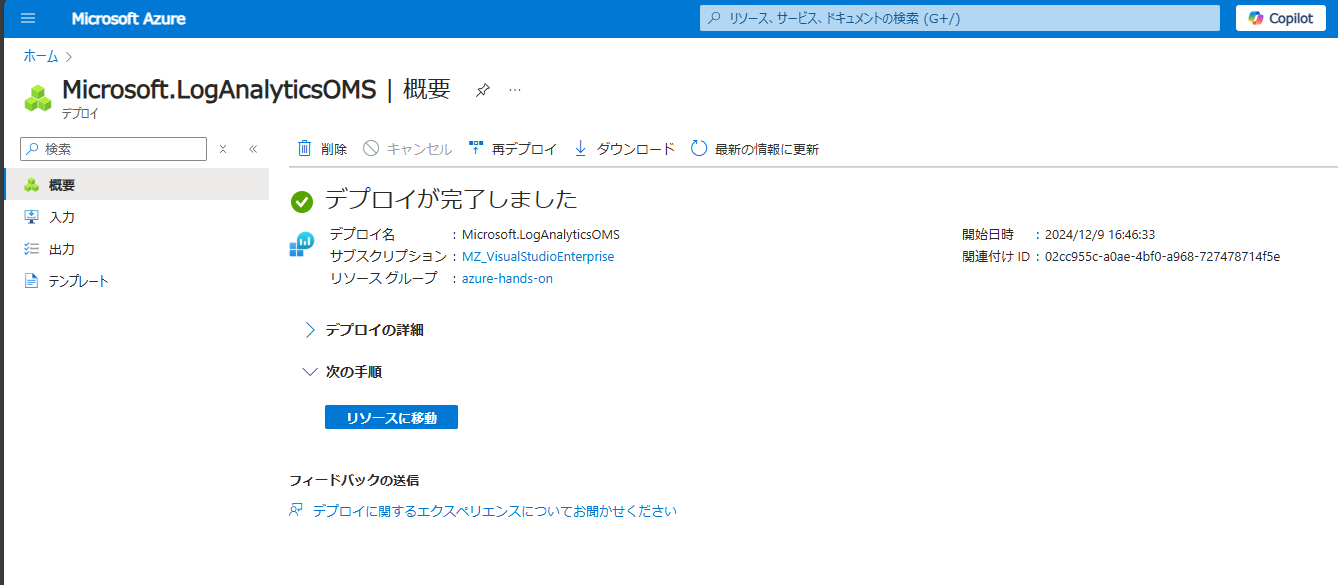 Microsoft Azure
リソース、サービス、ドキュメントの検索 (G+/)
Copilot
ホーム
Microsoft.LogAnalyticsOMS | 概要
デプロイ
検索
概要
入力
出力
テンプレート
削除 キャンセル 再デプロイ ダウンロード 最新の情報に更新
デプロイが完了しました
デプロイ名 : Microsoft.LogAnalyticsOMS
サブスクリプション : MZ_VisualStudioEnterprise
リソース グループ : azure-hands-on
開始日時 : 2024/12/9 16:46:33
関連付け ID : 02cc955c-a0ae-4bf0-a968-727478714f5e
デプロイの詳細
次の手順
リソースに移動
フィードバックの送信
デプロイに関するエクスペリエンスについてお聞かせください